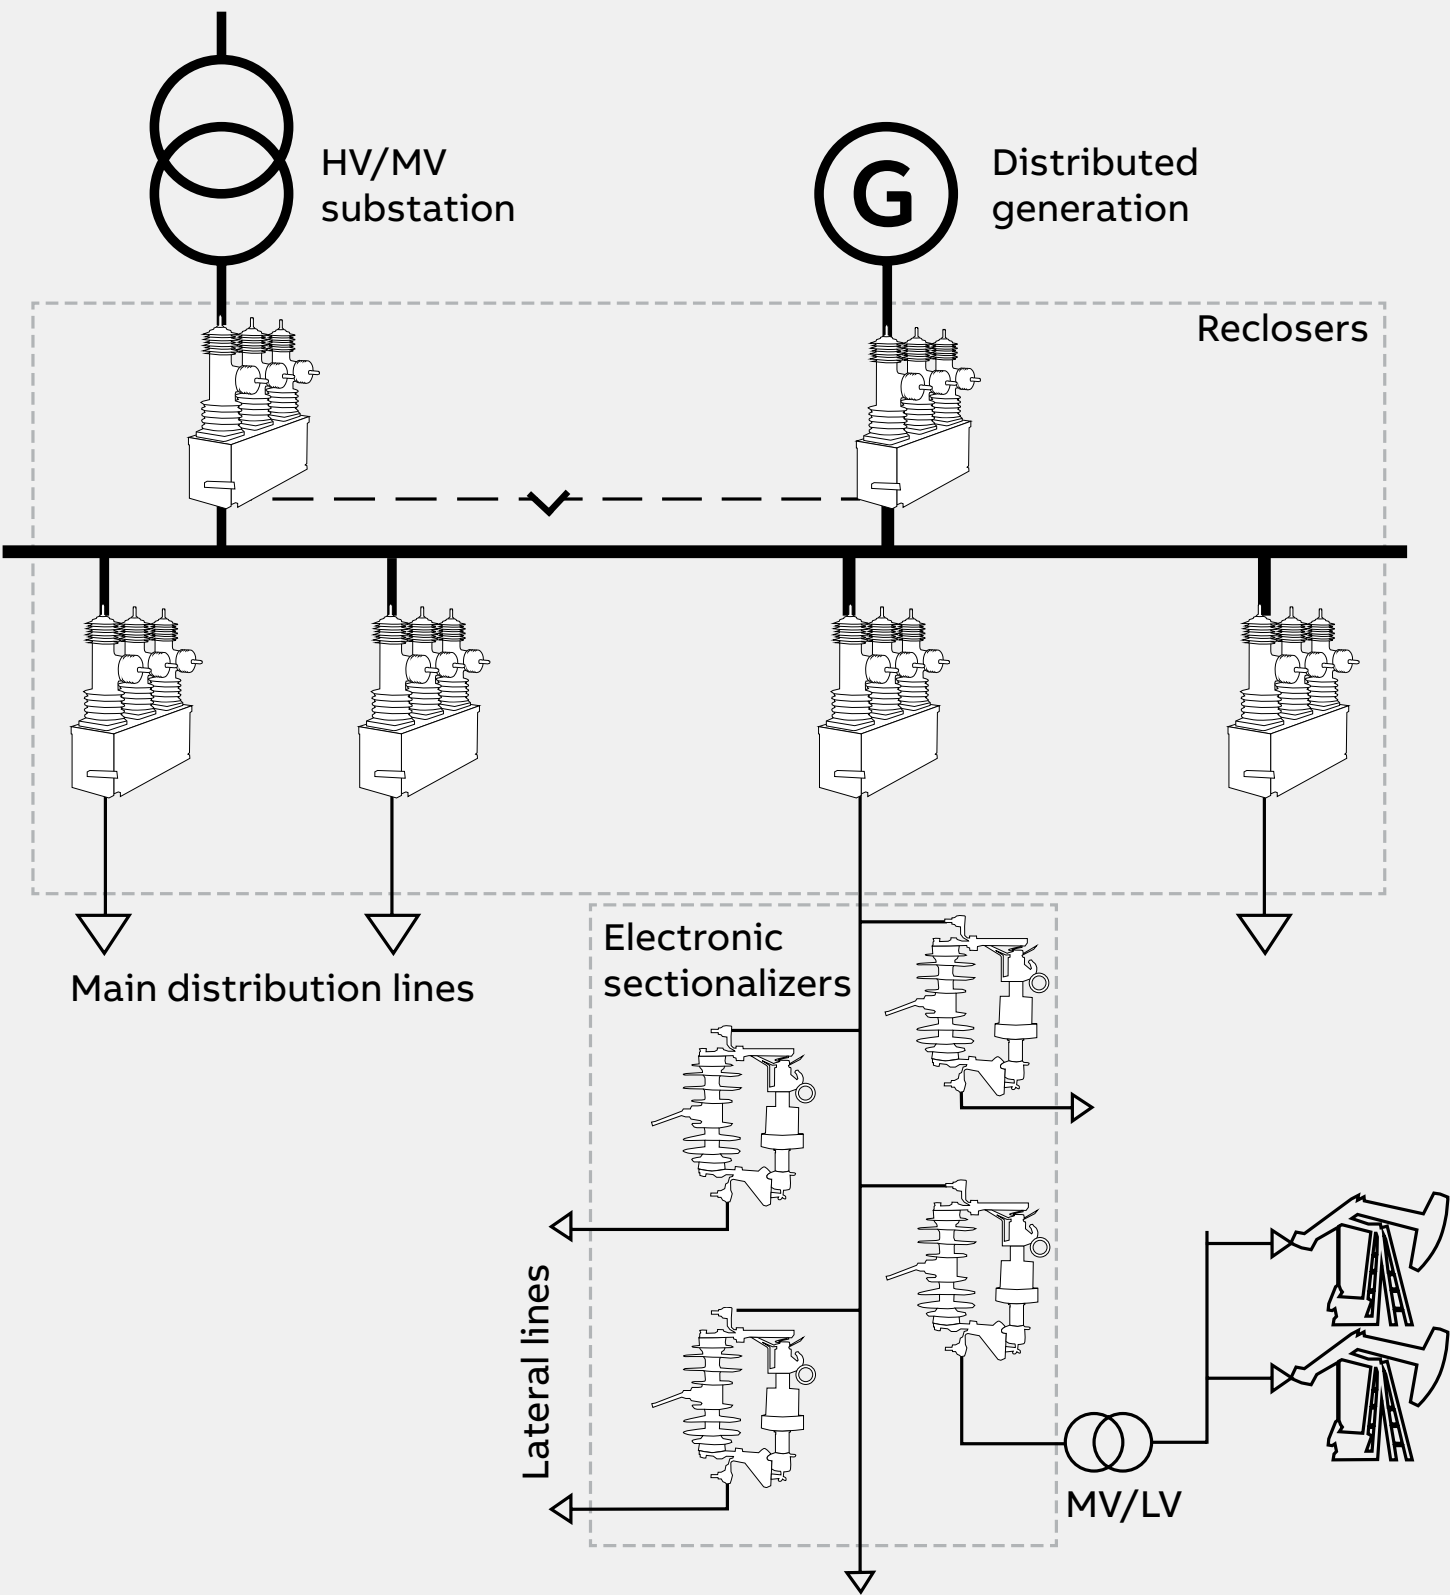 HV/MV
substation
G
Distributed
generation
Reclosers
Main distribution lines
Electronic
sectionalizers
Lateral lines
MV/LV